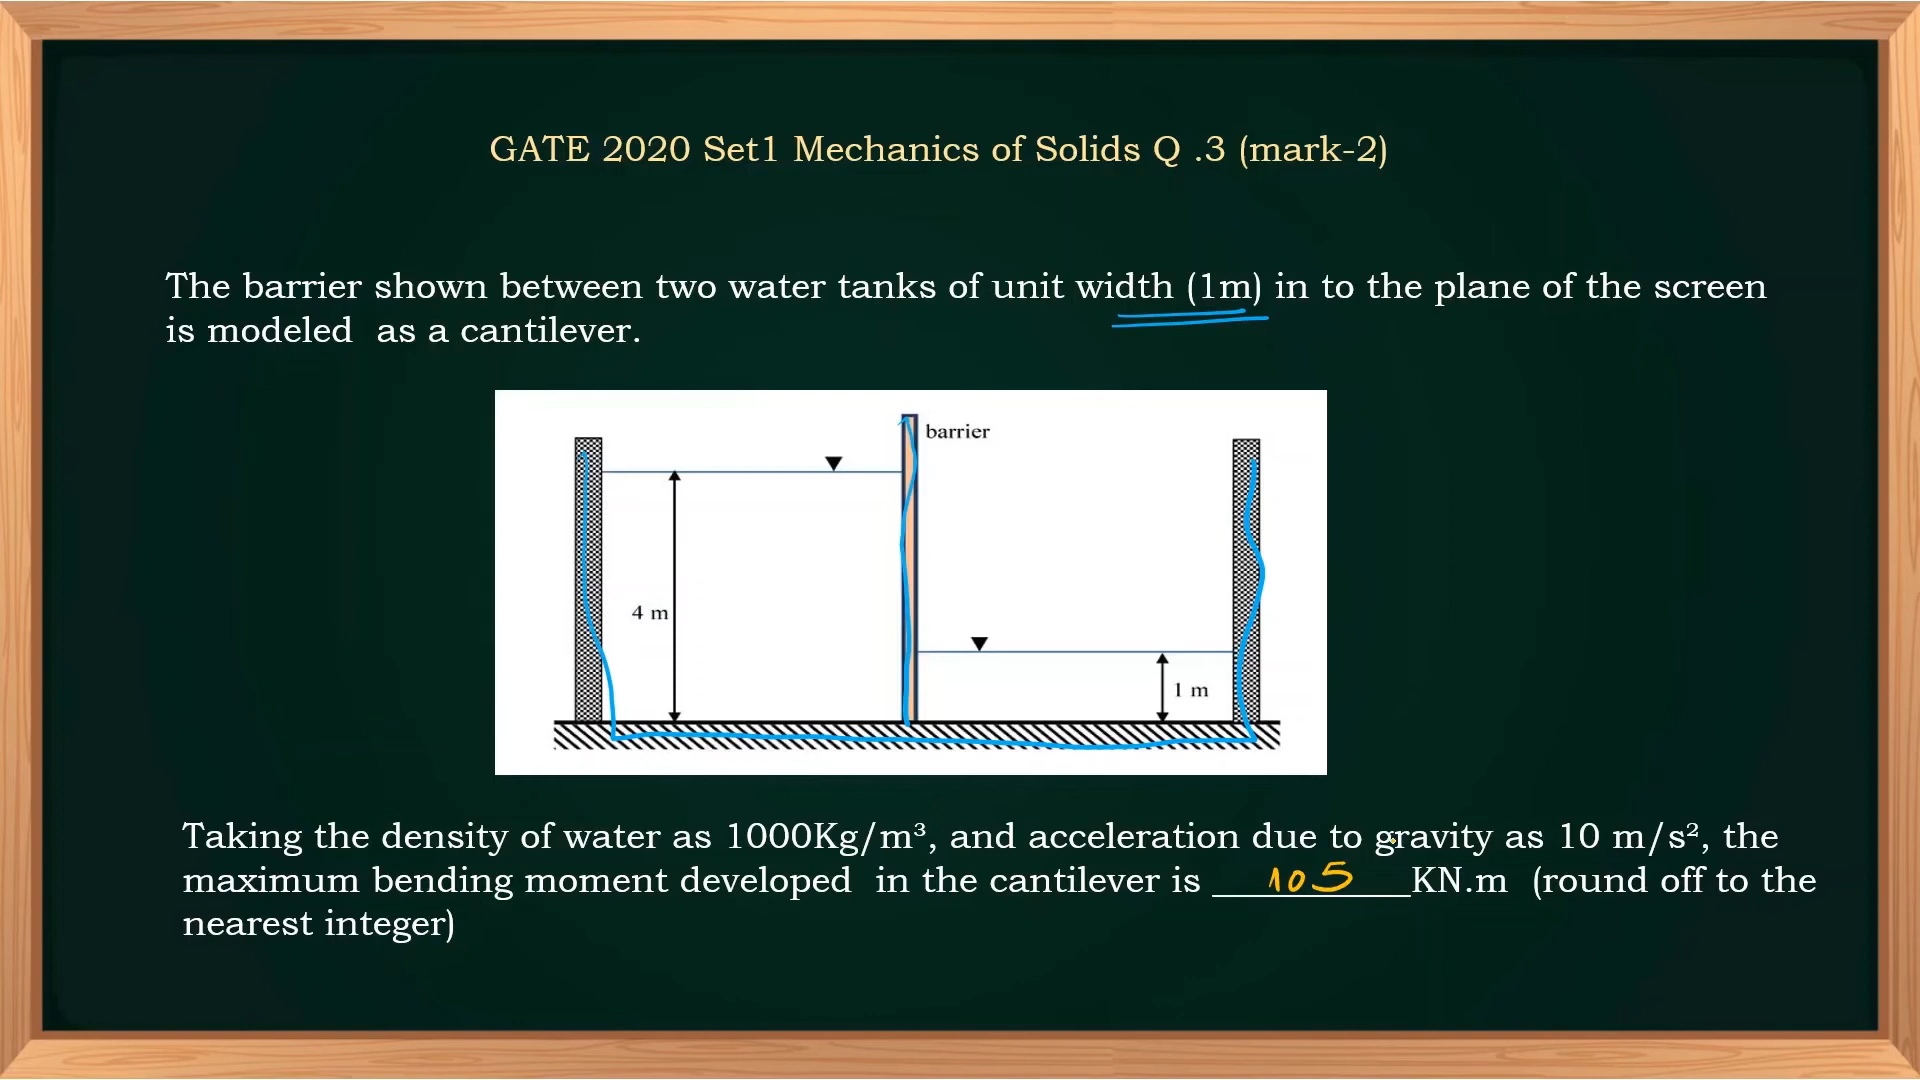 GATE 2020 Set1 Mechanics of Solids Q .3 (mark-2)
The barrier shown between two water tanks of unit width (1m) in to the plane of the screen
is modeled as a cantilever.
barrier
4 m
1 m
Taking the density of water as 1000Kg/m³, and acceleration due to gravity as 10 m/s², the
maximum bending moment developed in the cantilever is ___105___KN.m (round off to the
nearest integer)